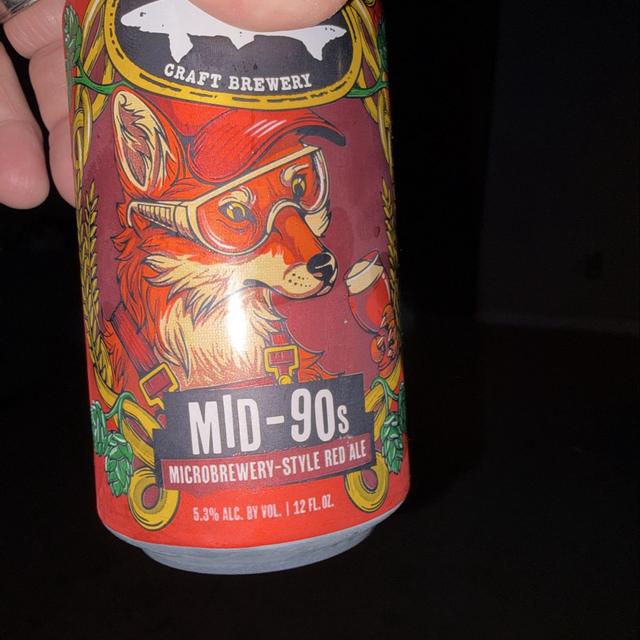 CRAFT BREWERY
MID-90s
MICROBREWERY-STYLE RED ALE
5.3% ALC. BY VOL. | 12 FL. OZ.